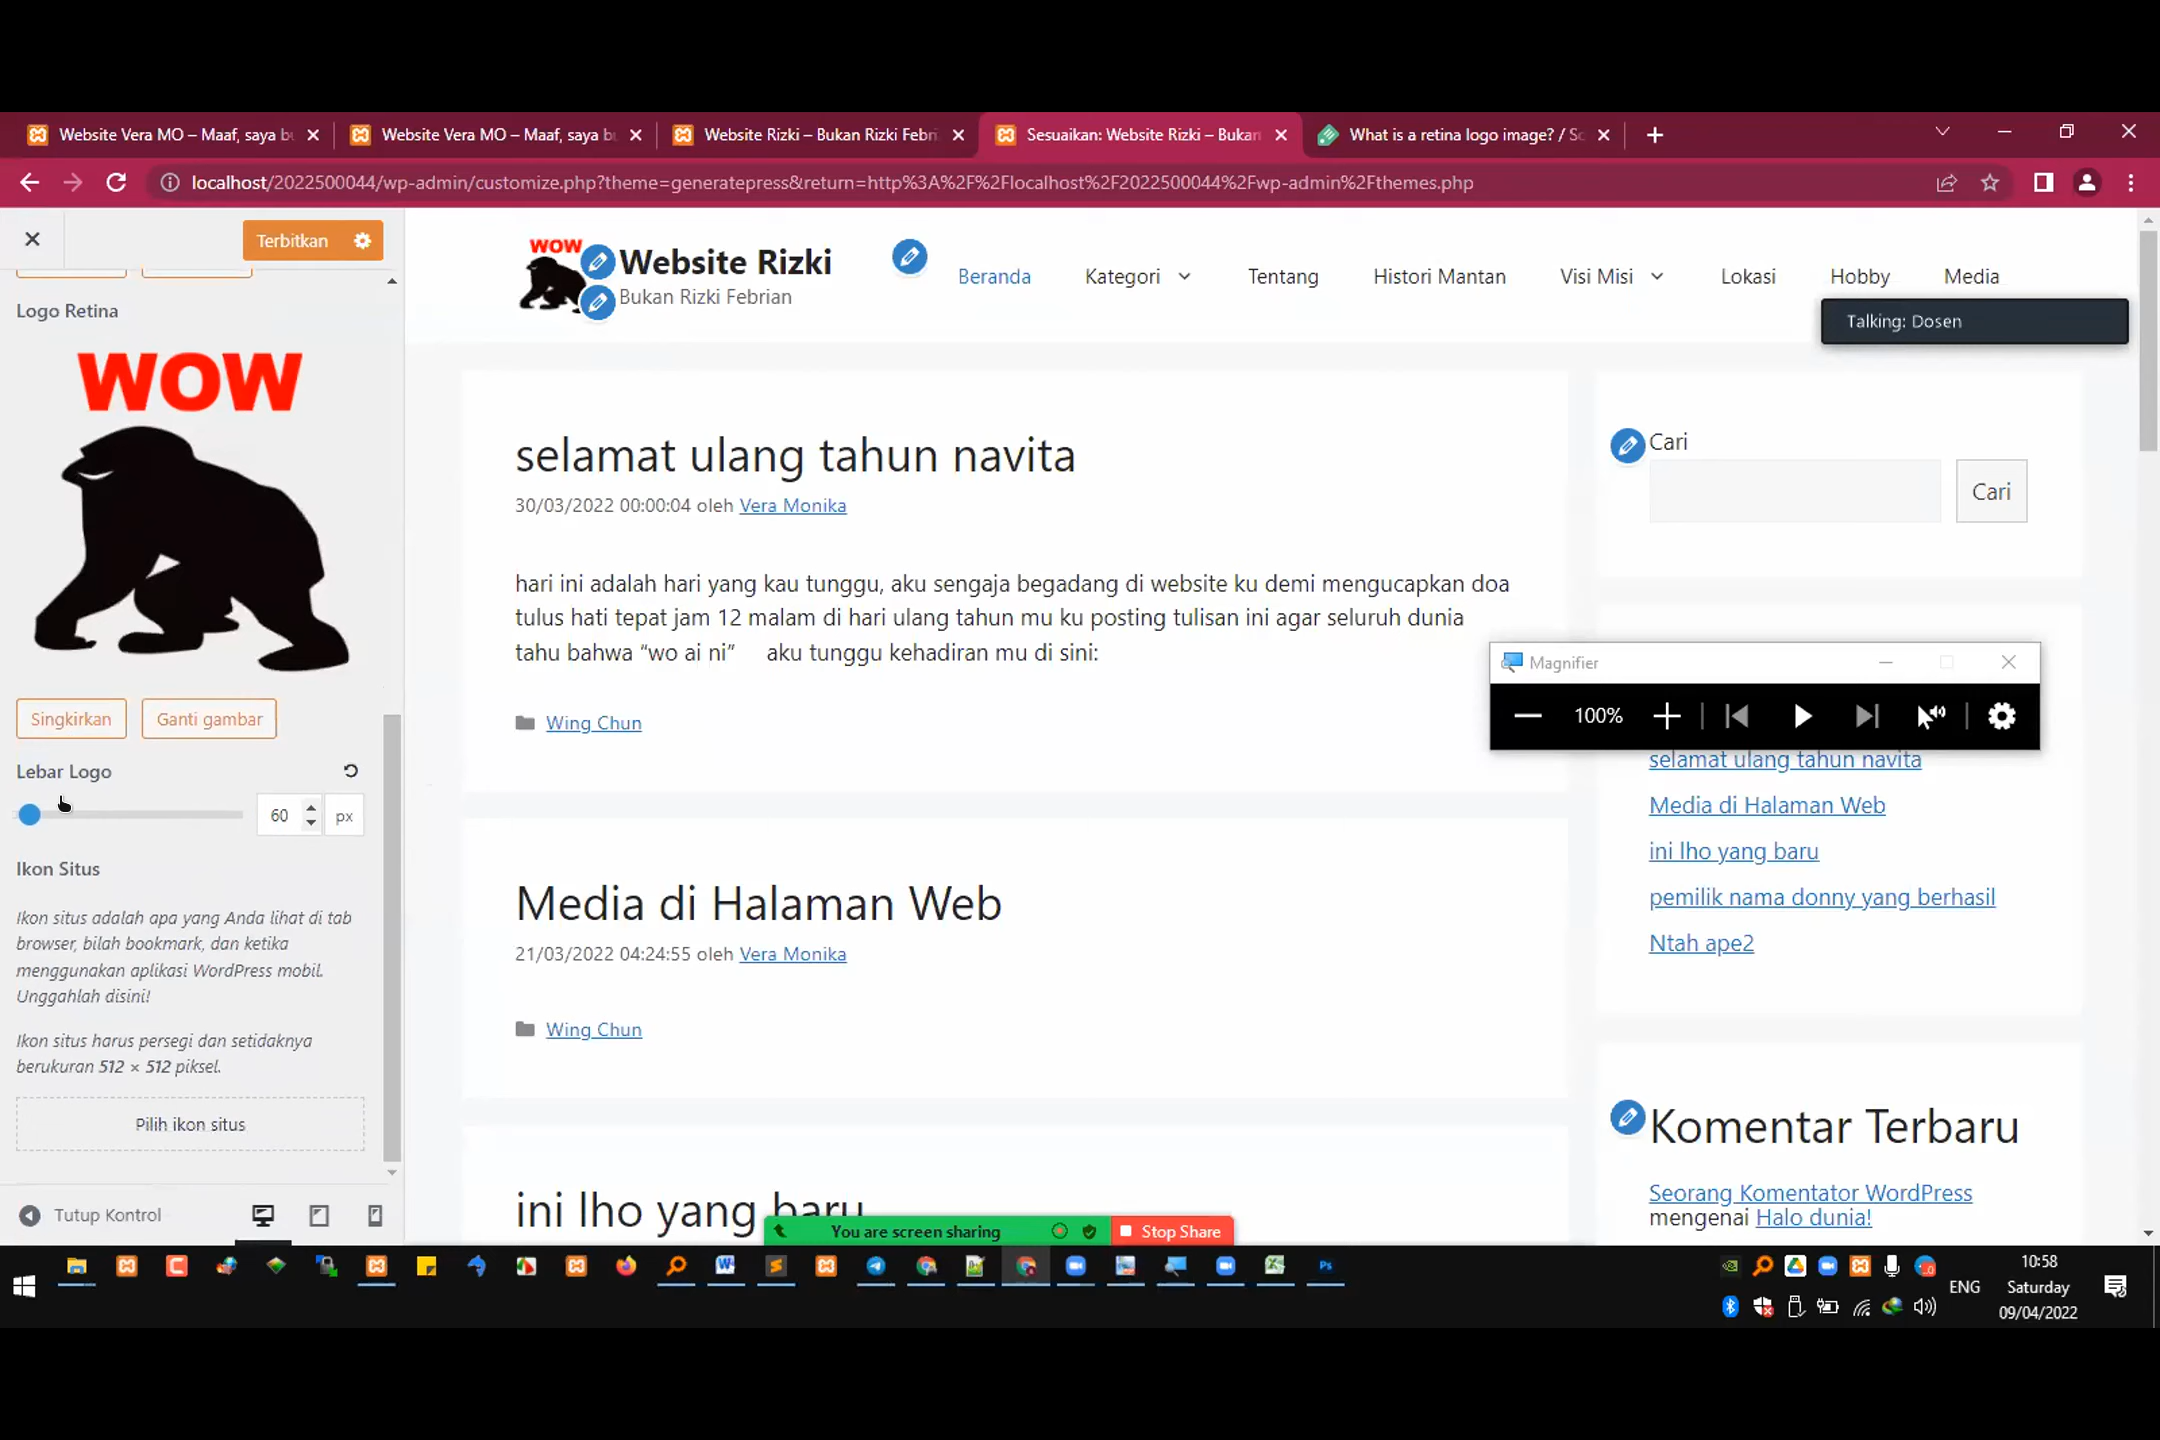 Website Vera MO – Maaf, saya bu
Website Vera MO – Maaf, saya bu
Website Rizki – Bukan Rizki Febri
Sesuaikan: Website Rizki – Bukan
What is a retina logo image? / Sc
localhost/2022500044/wp-admin/customize.php?theme=generatepress&return=http%3A%2F%2Flocalhost%2F2022500044%2Fwp-admin%2Fthemes.php
Terbitkan
Logo Retina
WOW
Singkirkan
Ganti gambar
Lebar Logo
60
px
Ikon Situs
Ikon situs adalah apa yang Anda lihat di tab
browser, bilah bookmark, dan ketika
menggunakan aplikasi WordPress mobil.
Unggahlah disini!
Ikon situs harus persegi dan setidaknya
berukuran 512 × 512 piksel.
Pilih ikon situs
Tutup Kontrol
WOW
Website Rizki
Bukan Rizki Febrian
Beranda
Kategori
Tentang
Histori Mantan
Visi Misi
Lokasi
Hobby
Media
Talking: Dosen
selamat ulang tahun navita
30/03/2022 00:00:04 oleh Vera Monika
hari ini adalah hari yang kau tunggu, aku sengaja begadang di website ku demi mengucapkan doa
tulus hati tepat jam 12 malam di hari ulang tahun mu ku posting tulisan ini agar seluruh dunia
tahu bahwa “wo ai ni” aku tunggu kehadiran mu di sini:
Wing Chun
Media di Halaman Web
21/03/2022 04:24:55 oleh Vera Monika
Wing Chun
ini lho yang baru
Cari
Cari
Magnifier
100%
selamat ulang tahun navita
Media di Halaman Web
ini lho yang baru
pemilik nama donny yang berhasil
Ntah ape2
Komentar Terbaru
Seorang Komentator WordPress
mengenai Halo dunia!
You are screen sharing
Stop Share
ENG
10:58
Saturday
09/04/2022